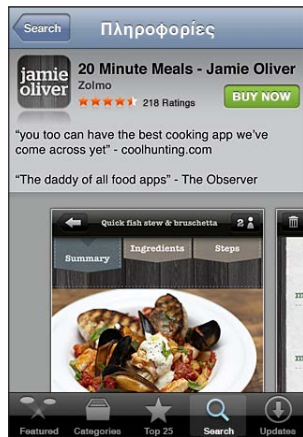 Search
Πληροφορίες
jamie
oliver
20 Minute Meals - Jamie Oliver
Zolmo
218 Ratings
BUY NOW
“you too can have the best cooking app we've
come across yet” - coolhunting.com
“The daddy of all food apps” - The Observer
Quick fish stew & bruschetta
2
Summary
Ingredients
Steps
Featured
Categories
Top 25
Search
Updates